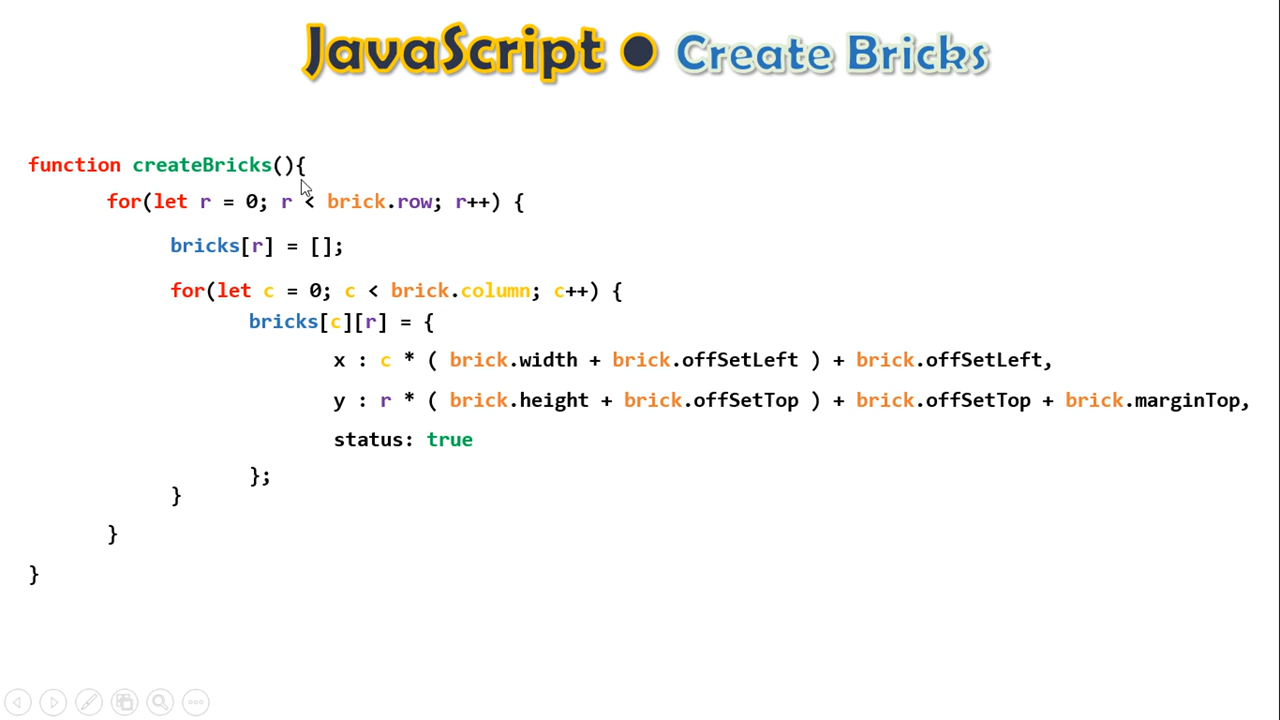 JavaScript ● Create Bricks
function createBricks(){
for(let r = 0; r < brick.row; r++) {
bricks[r] = [];
for(let c = 0; c < brick.column; c++) {
bricks[c][r] = {
x : c * ( brick.width + brick.offSetLeft ) + brick.offSetLeft,
y : r * ( brick.height + brick.offSetTop ) + brick.offSetTop + brick.marginTop,
status: true
};
}
}
}